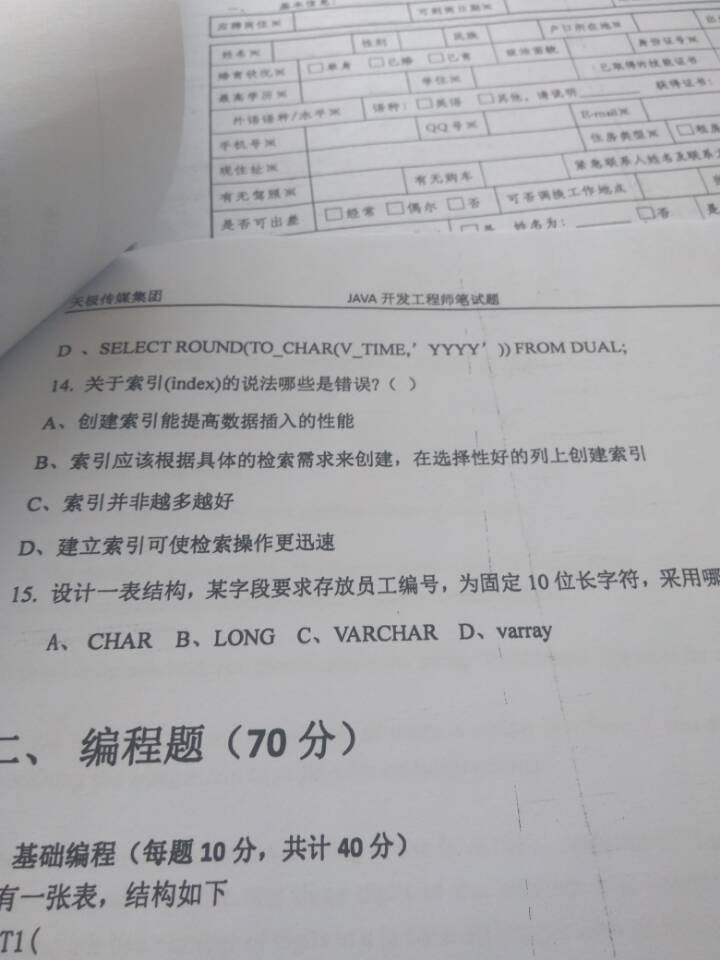 一、 基本信息:
应聘岗位※ 可到岗日期※
姓名※ 性别 民族 户口所在地※
婚育状况※ □单身 □已婚 □已育 政治面貌 身份证号※
最高学历※ 学位※ 已取得的技能证书
外语语种/水平※ 语种: □英语 □其他, 请说明 获得证书:
手机号※ QQ 号※ E-mail※
现住址※ 住房类型※
有无驾照※ 有无购车 紧急联系人姓名及联系
是否可出差 □经常 □偶尔 □否 可否调换工作地点
姓名为: □否
天极传媒集团 JAVA 开发工程师笔试题
D 、SELECT ROUND(TO_CHAR(V_TIME,’YYYY’)) FROM DUAL;
14. 关于索引(index)的说法哪些是错误?( )
A、创建索引能提高数据插入的性能
B、索引应该根据具体的检索需求来创建，在选择性好的列上创建索引
C、索引并非越多越好
D、建立索引可使检索操作更迅速
15. 设计一表结构，某字段要求存放员工编号，为固定 10 位长字符，采用哪
A、 CHAR B、LONG C、VARCHAR D、varray
二、 编程题（70 分）
基础编程（每题 10 分，共计 40 分）
有一张表，结构如下
T1(